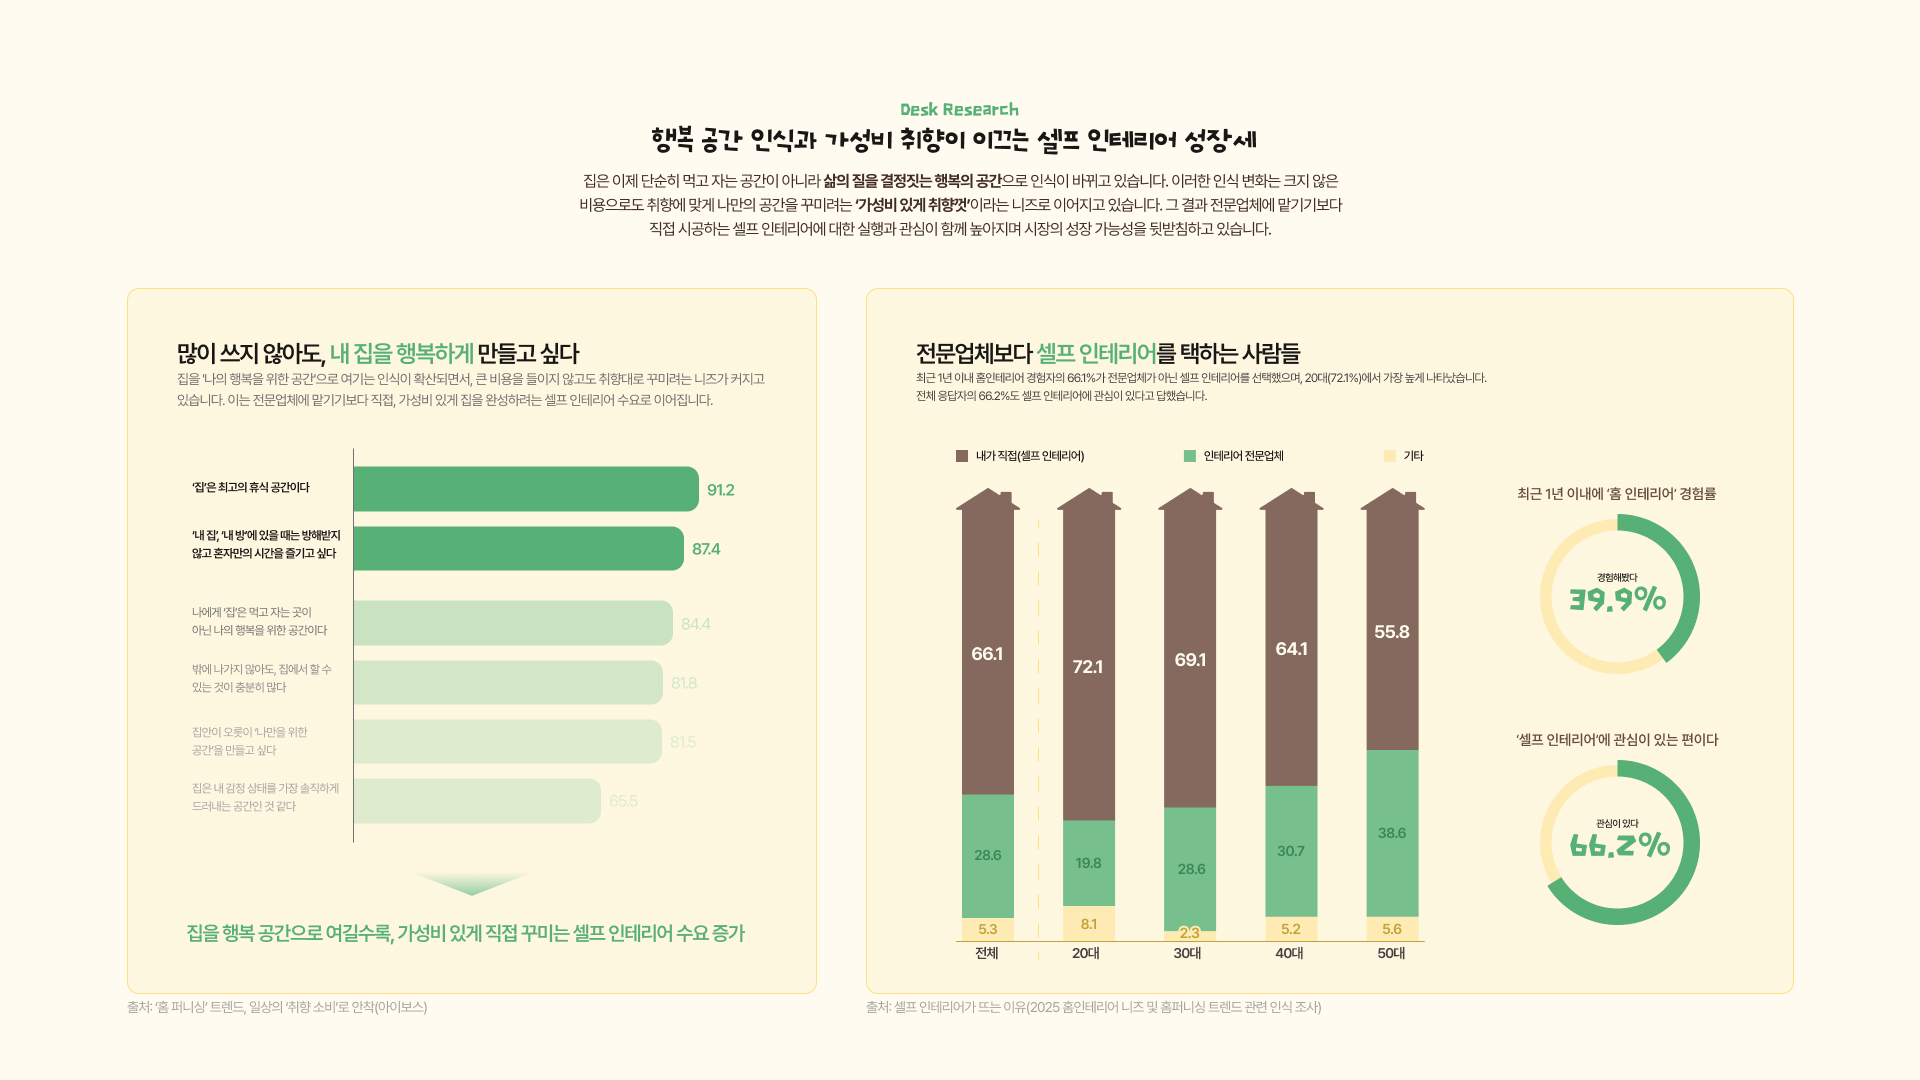 Desk Research
행복 공간 인식과 가성비 취향이 이끄는 셀프 인테리어 성장세
집은 이제 단순히 먹고 자는 공간이 아니라 삶의 질을 결정짓는 행복의 공간으로 인식이 바뀌고 있습니다. 이러한 인식 변화는 크지 않은
비용으로도 취향에 맞게 나만의 공간을 꾸미려는 ‘가성비 있게 취향껏’이라는 니즈로 이어지고 있습니다. 그 결과 전문업체에 맡기기보다
직접 시공하는 셀프 인테리어에 대한 실행과 관심이 함께 높아지며 시장의 성장 가능성을 뒷받침하고 있습니다.
많이 쓰지 않아도, 내 집을 행복하게 만들고 싶다
집을 '나의 행복을 위한 공간'으로 여기는 인식이 확산되면서, 큰 비용을 들이지 않고도 취향대로 꾸미려는 니즈가 커지고
있습니다. 이는 전문업체에 맡기기보다 직접, 가성비 있게 집을 완성하려는 셀프 인테리어 수요로 이어집니다.
‘집’은 최고의 휴식 공간이다
91.2
‘내 집’, ‘내 방’에 있을 때는 방해받지
않고 혼자만의 시간을 즐기고 싶다
87.4
나에게 ‘집’은 먹고 자는 곳이
아닌 나의 행복을 위한 공간이다
84.4
밖에 나가지 않아도, 집에서 할 수
있는 것이 충분히 많다
81.8
집안이 오롯이 ‘나만을 위한
공간’을 만들고 싶다
81.5
집은 내 감정 상태를 가장 솔직하게
드러내는 공간인 것 같다
65.5
집을 행복 공간으로 여길수록, 가성비 있게 직접 꾸미는 셀프 인테리어 수요 증가
출처: ‘홈 퍼니싱’ 트렌드, 일상의 ‘취향 소비’로 안착(아이보스)
전문업체보다 셀프 인테리어를 택하는 사람들
최근 1년 이내 홈인테리어 경험자의 66.1%가 전문업체가 아닌 셀프 인테리어를 선택했으며, 20대(72.1%)에서 가장 높게 나타났습니다.
전체 응답자의 66.2%도 셀프 인테리어에 관심이 있다고 답했습니다.
내가 직접(셀프 인테리어) 인테리어 전문업체 기타
66.1 72.1 69.1 64.1 55.8
28.6 19.8 28.6 30.7 38.6
5.3 8.1 2.3 5.2 5.6
전체 20대 30대 40대 50대
최근 1년 이내에 ‘홈 인테리어’ 경험률
경험해봤다
39.9%
‘셀프 인테리어’에 관심이 있는 편이다
관심이 있다
66.2%
출처: 셀프 인테리어가 뜨는 이유(2025 홈인테리어 니즈 및 홈퍼니싱 트렌드 관련 인식 조사)